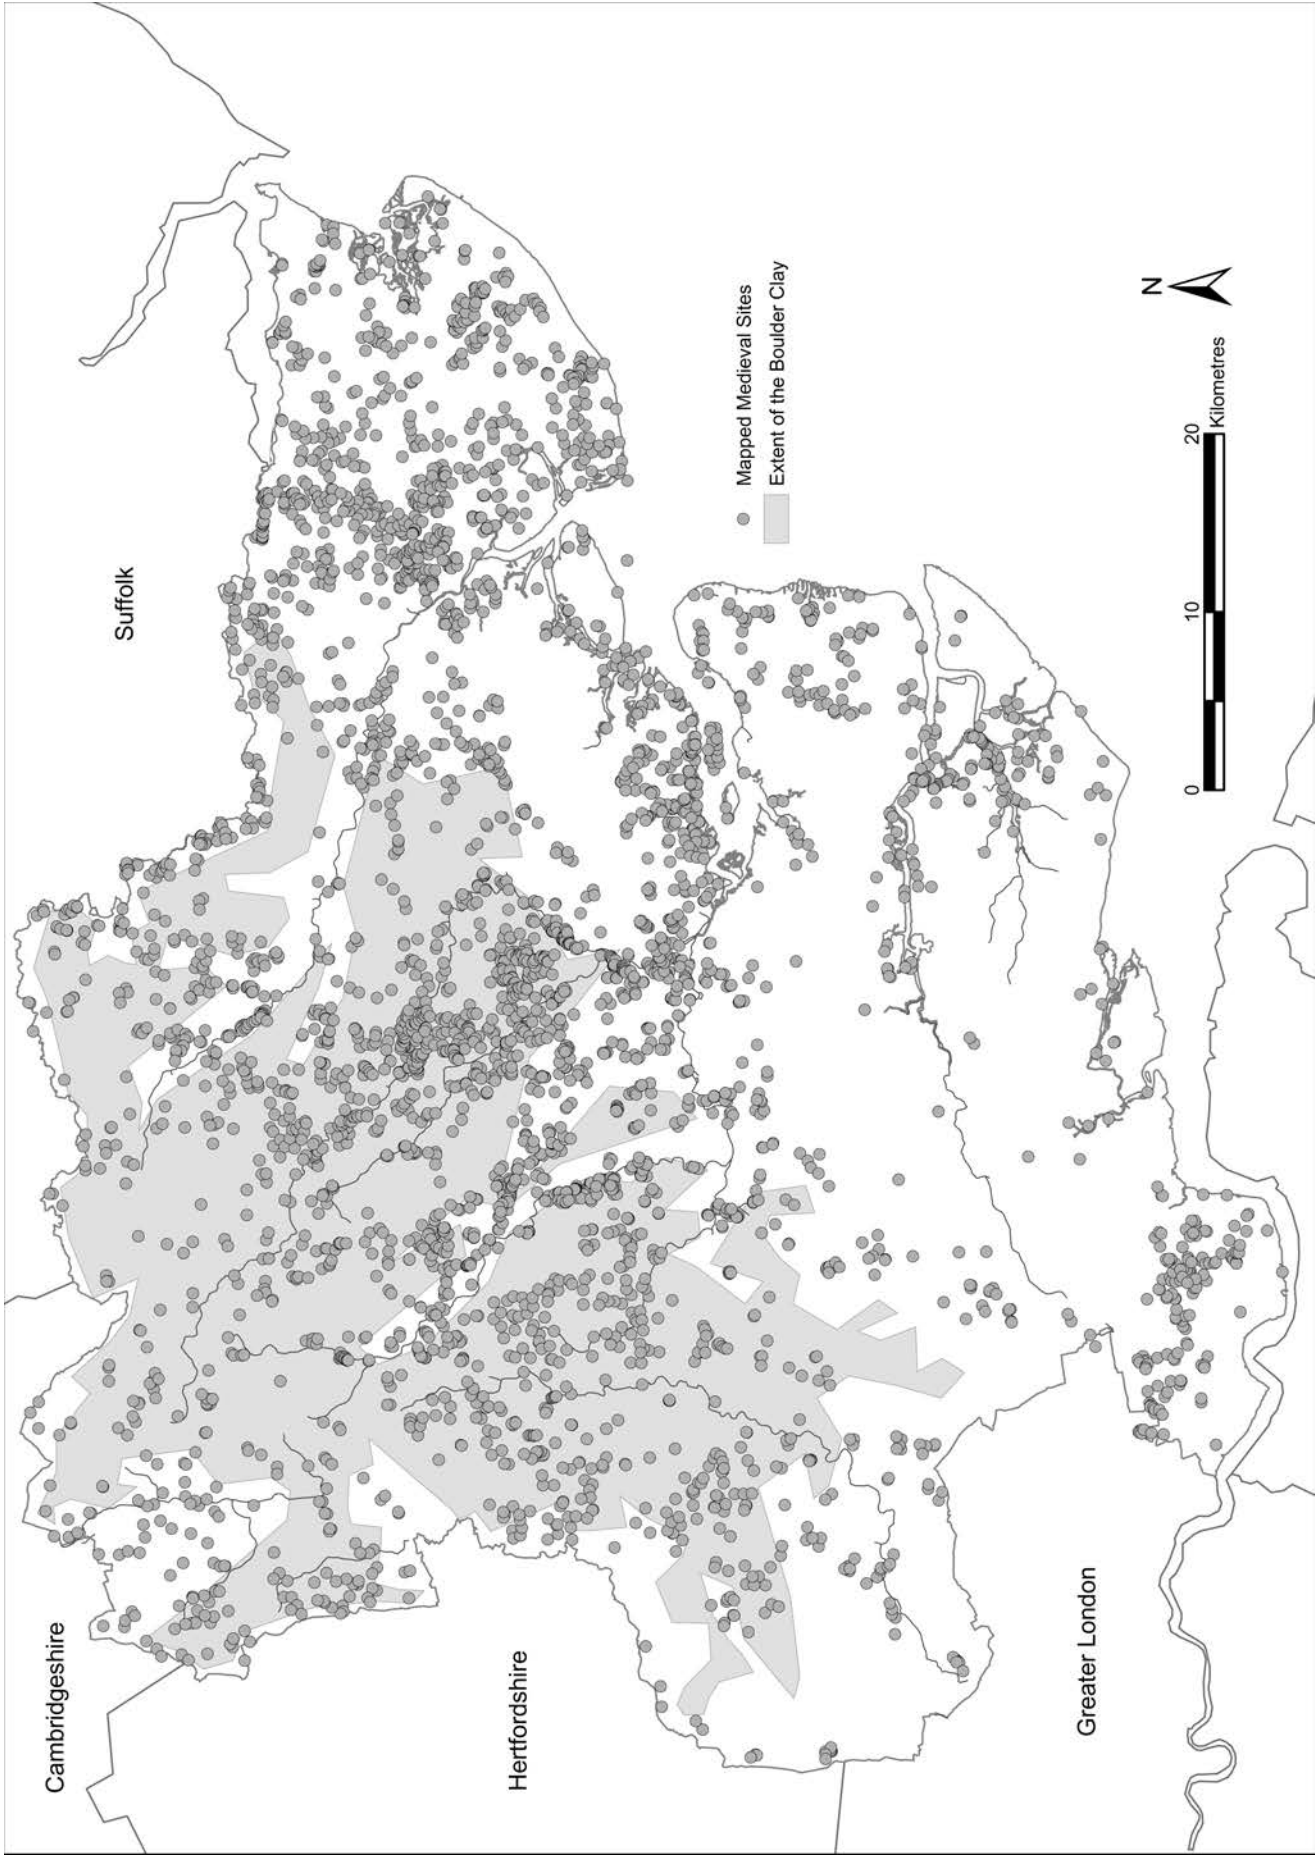 Suffolk
Cambridgeshire
Hertfordshire
Greater London
Mapped Medieval Sites
Extent of the Boulder Clay
N
0
10
20
Kilometres